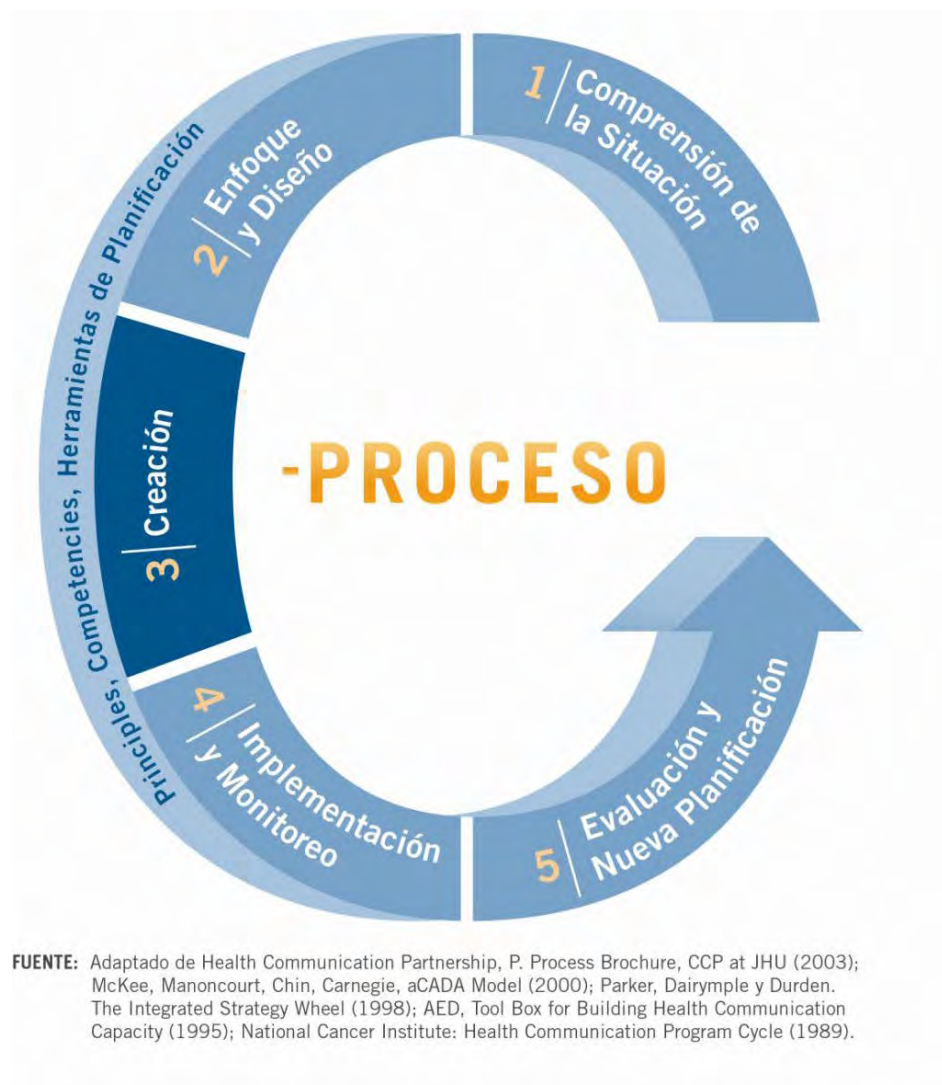 1
Comprensión de
la Situación
2
Enfoque
y Diseño
3
Creación
4
Implementación
y Monitoreo
5
Evaluación y
Nueva Planificación
Principles, Competencies, Herramientas de Planificación
-PROCESO
FUENTE: Adaptado de Health Communication Partnership, P. Process Brochure, CCP at JHU (2003);
McKee, Manoncourt, Chin, Carnegie, aCADA Model (2000); Parker, Dairymple y Durden.
The Integrated Strategy Wheel (1998); AED, Tool Box for Building Health Communication
Capacity (1995); National Cancer Institute: Health Communication Program Cycle (1989).